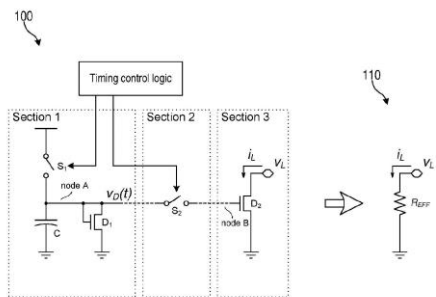 100
Timing control logic
110
Section 1
Section 2
Section 3
S1
iL
vL
iL
vL
node A
vD(t)
S2
D2
REFF
C
D1
node B